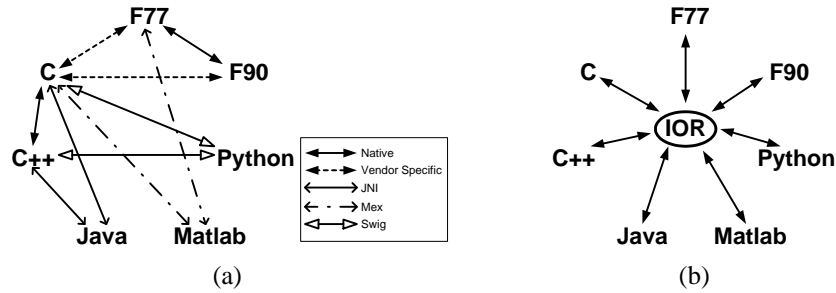 F77
C
F90
C++
Python
Java
Matlab
Native
Vendor Specific
JNI
Mex
Swig
(a)
F77
C
F90
IOR
C++
Python
Java
Matlab
(b)